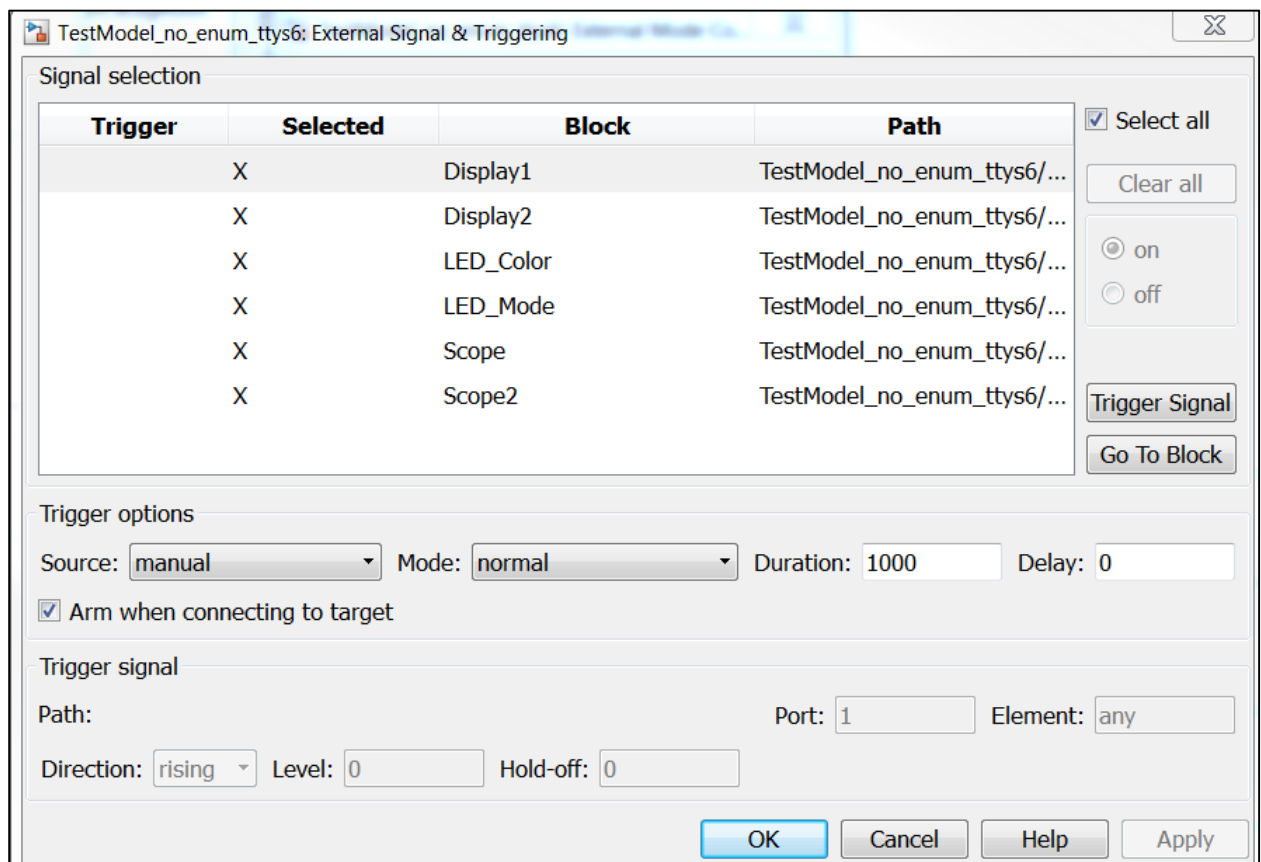 TestModel_no_enum_ttys6: External Signal & Triggering
Signal selection
Trigger Selected Block Path
Select all
X Display1 TestModel_no_enum_ttys6/...
Clear all
X Display2 TestModel_no_enum_ttys6/...
X LED_Color TestModel_no_enum_ttys6/...
on
X LED_Mode TestModel_no_enum_ttys6/...
off
X Scope TestModel_no_enum_ttys6/...
X Scope2 TestModel_no_enum_ttys6/...
Trigger Signal
Go To Block
Trigger options
Source: manual Mode: normal Duration: 1000 Delay: 0
Arm when connecting to target
Trigger signal
Path: Port: 1 Element: any
Direction: rising Level: 0 Hold-off: 0
OK Cancel Help Apply